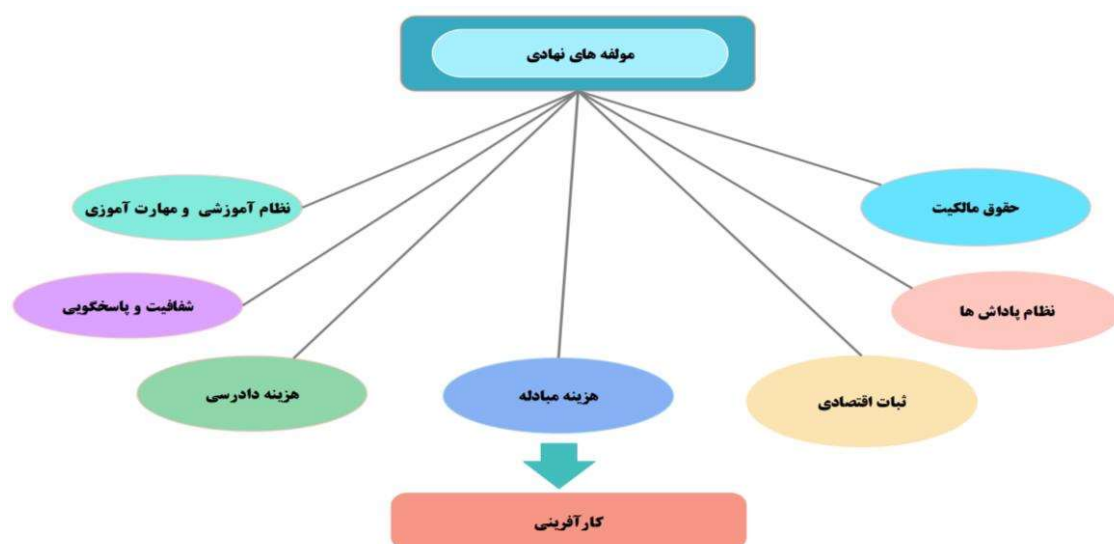 مولفه های نهادی
حقوق مالکیت
نظام آموزشی و مهارت آموزی
نظام پاداش ها
شفافیت و پاسخگویی
ثبات اقتصادی
هزینه مبادله
هزینه دادرسی
کارآفرینی